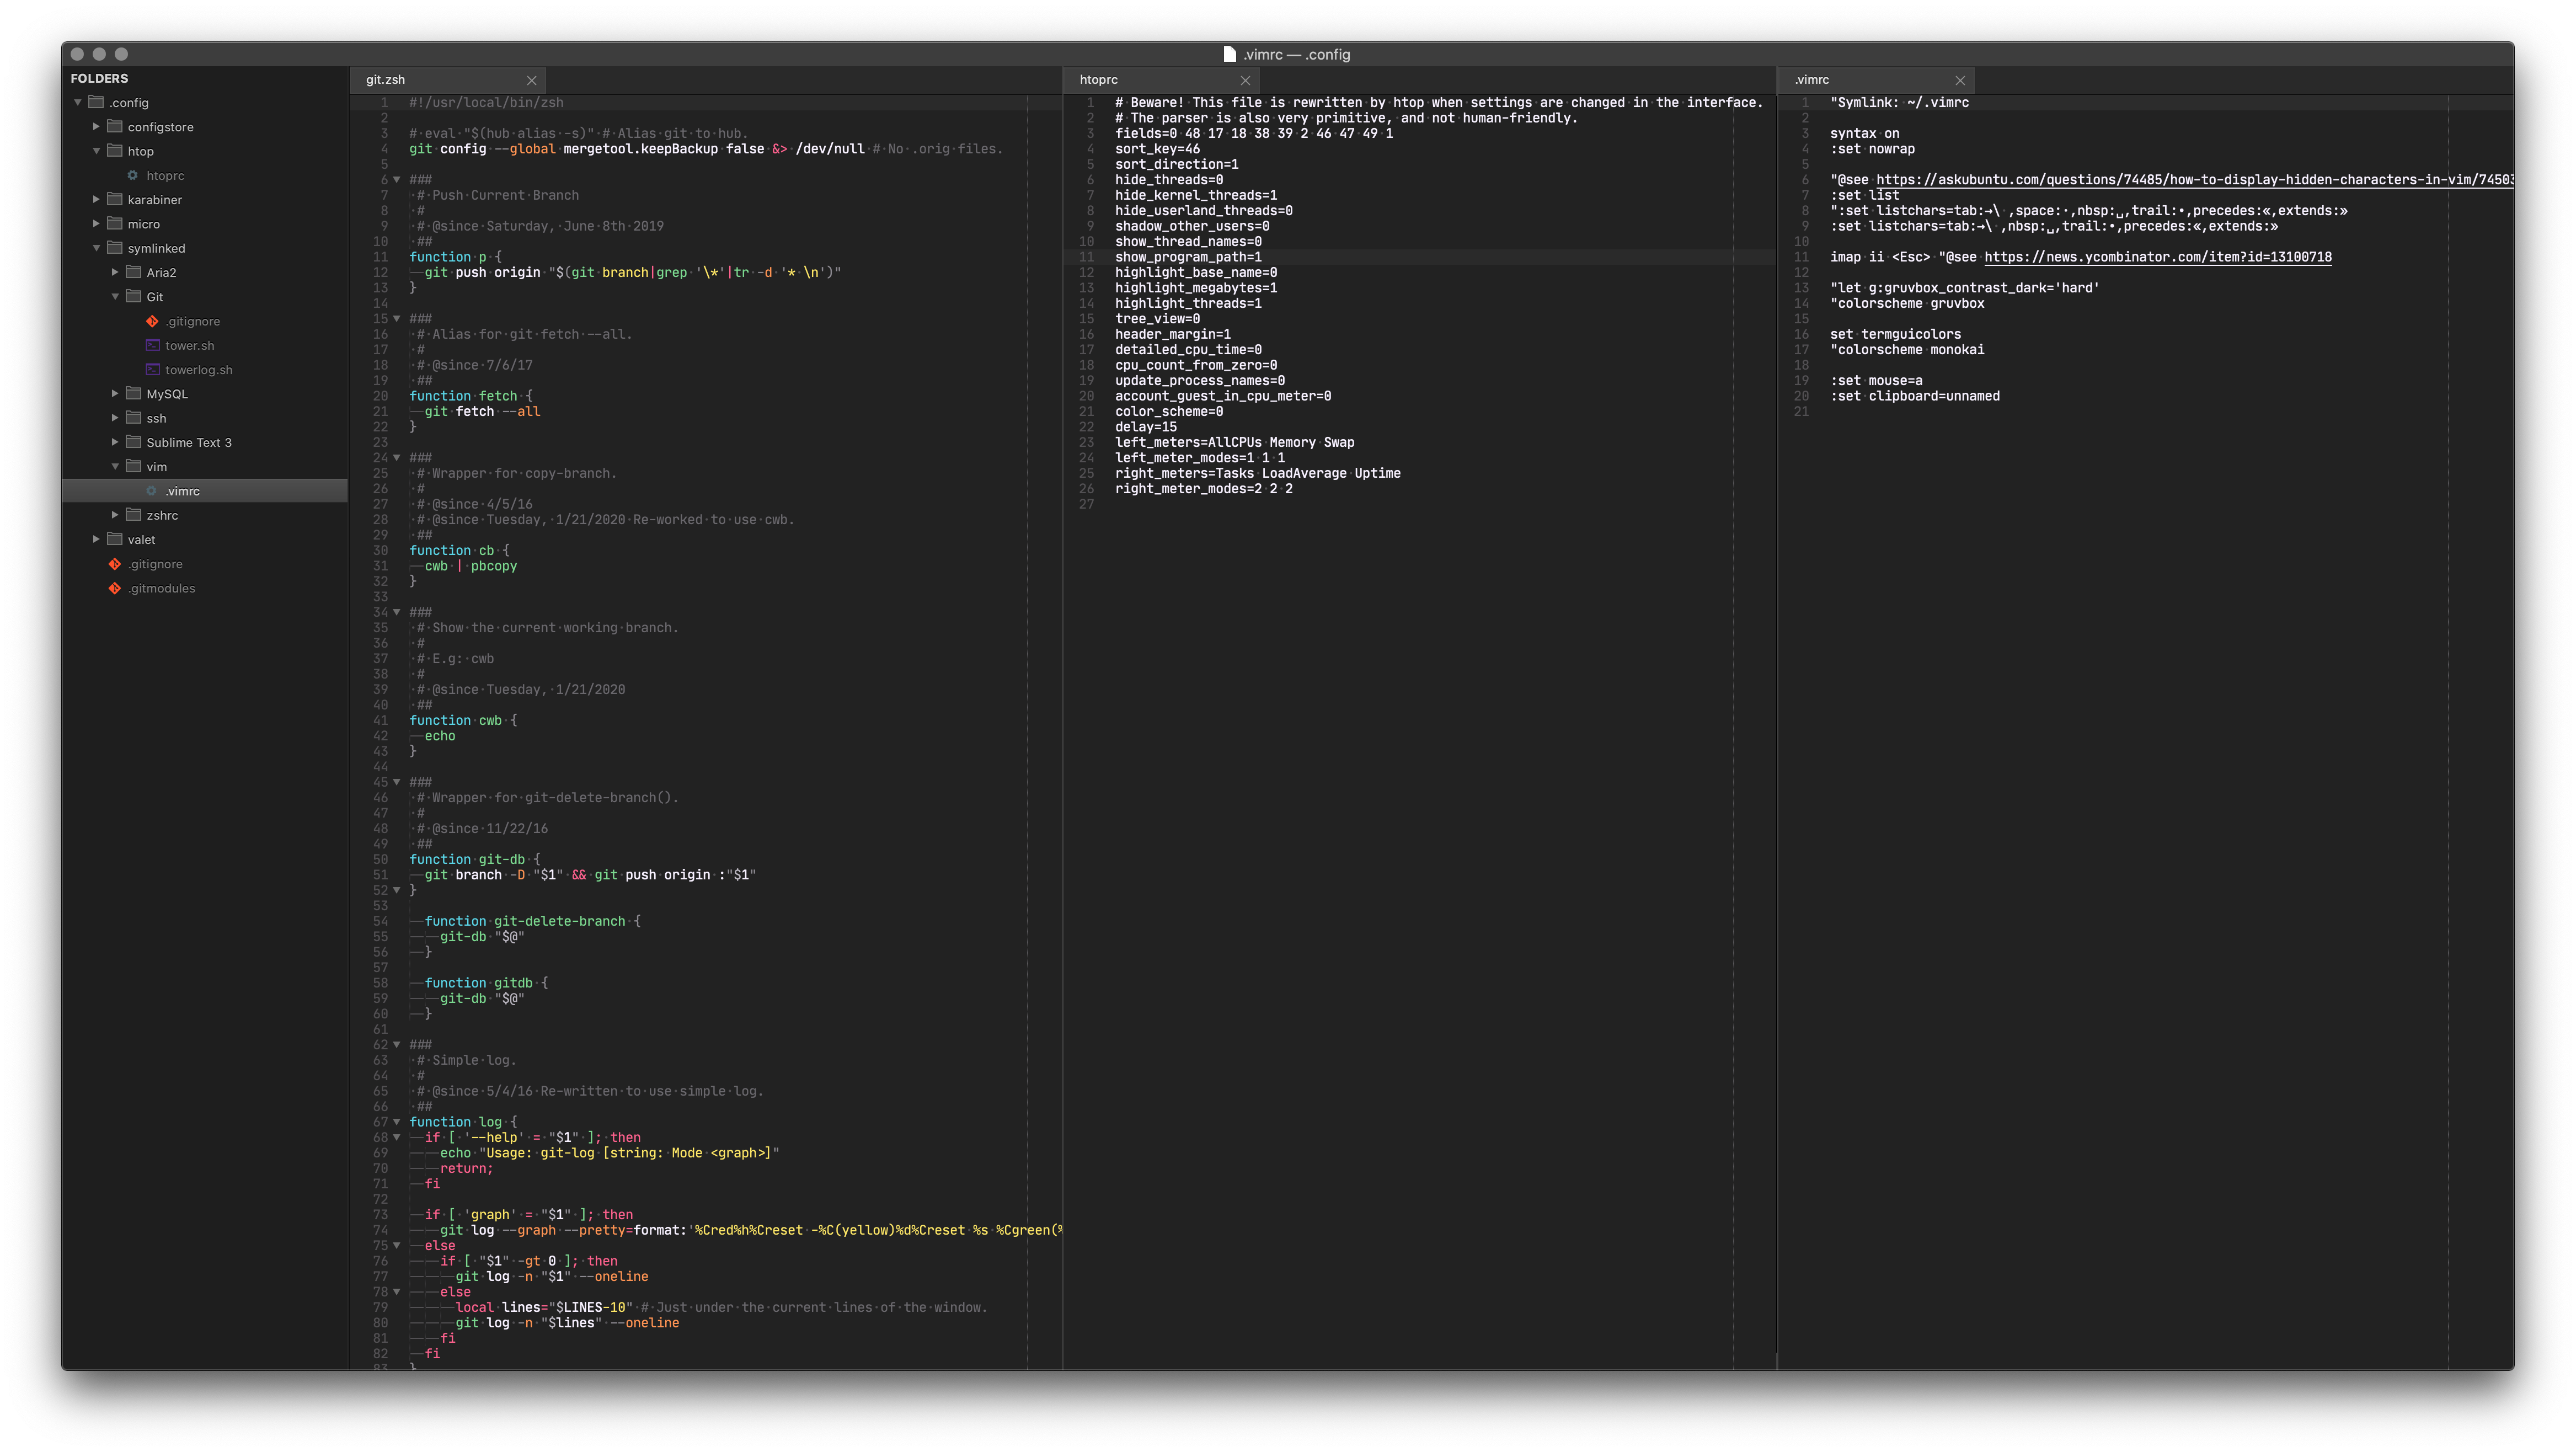 .vimrc — .config
FOLDERS
.config
configstore
htop
htoprc
karabiner
micro
symlinked
Aria2
Git
.gitignore
tower.sh
towerlog.sh
MySQL
ssh
Sublime Text 3
vim
.vimrc
zshrc
valet
.gitignore
.gitmodules
git.zsh
1 #!/usr/local/bin/zsh
2
3 # eval "$(hub alias -s)" # Alias git to hub.
4 git config --global mergetool.keepBackup false &> /dev/null # No .orig files.
5
6 ###
7 # Push Current Branch
8 #
9 # @since Saturday, June 8th 2019
10 ##
11 function p {
12 git push origin "$(git branch|grep '\*'|tr -d '* \n')"
13 }
14
15 ###
16 # Alias for git fetch --all.
17 #
18 # @since 7/6/17
19 ##
20 function fetch {
21 git fetch --all
22 }
23
24 ###
25 # Wrapper for copy-branch.
26 #
27 # @since 4/5/16
28 # @since Tuesday, 1/21/2020 Re-worked to use cwb.
29 ##
30 function cb {
31 cwb | pbcopy
32 }
33
34 ###
35 # Show the current working branch.
36 #
37 # E.g: cwb
38 #
39 # @since Tuesday, 1/21/2020
40 ##
41 function cwb {
42 echo
43 }
44
45 ###
46 # Wrapper for git-delete-branch().
47 #
48 # @since 11/22/16
49 ##
50 function git-db {
51 git branch -D "$1" && git push origin :"$1"
52 }
53
54 function git-delete-branch {
55 git-db "$@"
56 }
57
58 function gitdb {
59 git-db "$@"
60 }
61
62 ###
63 # Simple log.
64 #
65 # @since 5/4/16 Re-written to use simple log.
66 ##
67 function log {
68 if [ '--help' = "$1" ]; then
69 echo "Usage: git-log [string: Mode <graph>]"
70 return;
71 fi
72
73 if [ 'graph' = "$1" ]; then
74 git log --graph --pretty=format:'%Cred%h%Creset -%C(yellow)%d%Creset %s %Cgreen(%
75 else
76 if [ "$1" -gt 0 ]; then
77 git log -n "$1" --oneline
78 else
79 local lines="$LINES-10" # Just under the current lines of the window.
80 git log -n "$lines" --oneline
81 fi
82 fi
83 }
htoprc
1 # Beware! This file is rewritten by htop when settings are changed in the interface.
2 # The parser is also very primitive, and not human-friendly.
3 fields=0 48 17 18 38 39 2 46 47 49 1
4 sort_key=46
5 sort_direction=1
6 hide_threads=0
7 hide_kernel_threads=1
8 hide_userland_threads=0
9 shadow_other_users=0
10 show_thread_names=0
11 show_program_path=1
12 highlight_base_name=0
13 highlight_megabytes=1
14 highlight_threads=1
15 tree_view=0
16 header_margin=1
17 detailed_cpu_time=0
18 cpu_count_from_zero=0
19 update_process_names=0
20 account_guest_in_cpu_meter=0
21 color_scheme=0
22 delay=15
23 left_meters=AllCPUs Memory Swap
24 left_meter_modes=1 1 1
25 right_meters=Tasks LoadAverage Uptime
26 right_meter_modes=2 2 2
27
.vimrc
1 "Symlink: ~/.vimrc
2
3 syntax on
4 :set nowrap
5
6 "@see https://askubuntu.com/questions/74485/how-to-display-hidden-characters-in-vim/74503
7 :set list
8 ":set listchars=tab:→\ ,space:·,nbsp:␣,trail:•,precedes:«,extends:»
9 :set listchars=tab:→\ ,nbsp:␣,trail:•,precedes:«,extends:»
10
11 imap ii <Esc> "@see https://news.ycombinator.com/item?id=13100718
12
13 "let g:gruvbox_contrast_dark='hard'
14 "colorscheme gruvbox
15
16 set termguicolors
17 "colorscheme monokai
18
19 :set mouse=a
20 :set clipboard=unnamed
21